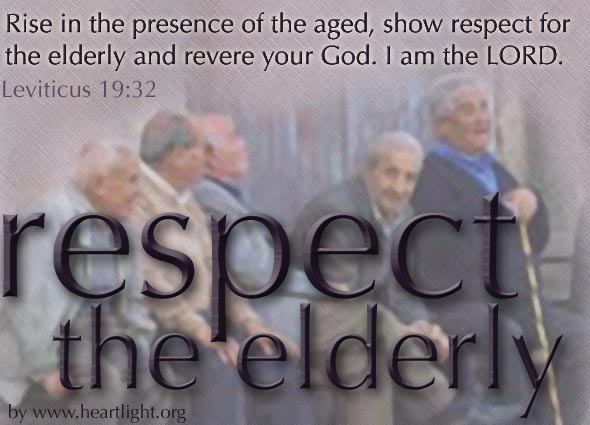 Rise in the presence of the aged, show respect for
the elderly and revere your God. I am the LORD.
Leviticus 19:32
respect
the elderly
by www.heartlight.org